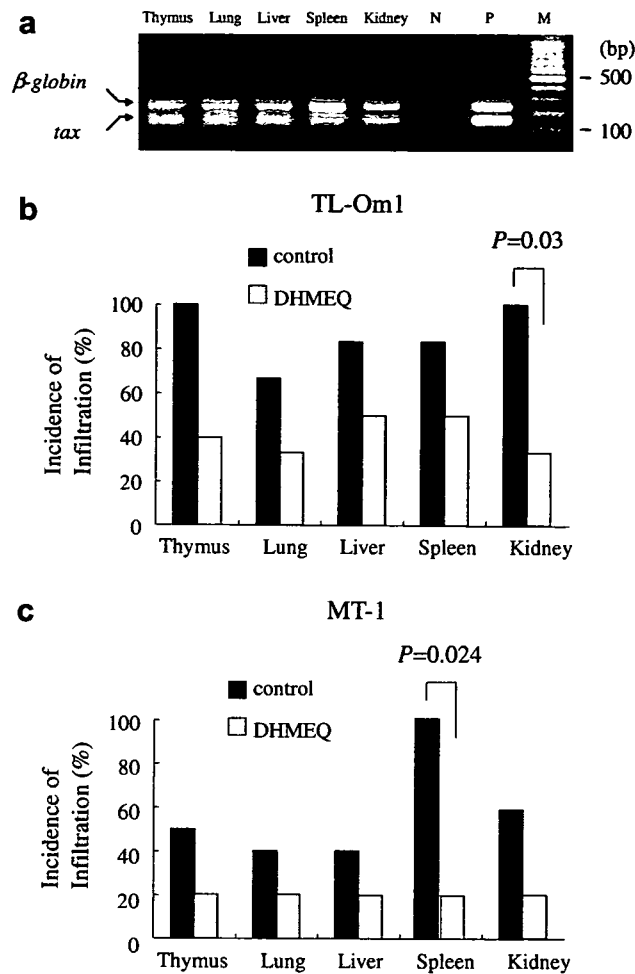 a
Thymus Lung Liver Spleen Kidney N P M
(bp)
β-globin
500
tax
100
b
TL-Om1
P=0.03
control
DHMEQ
Incidence of
Infiltration (%)
100
80
60
40
20
0
Thymus Lung Liver Spleen Kidney
c
MT-1
P=0.024
control
DHMEQ
Incidence of
Infiltration (%)
100
80
60
40
20
0
Thymus Lung Liver Spleen Kidney